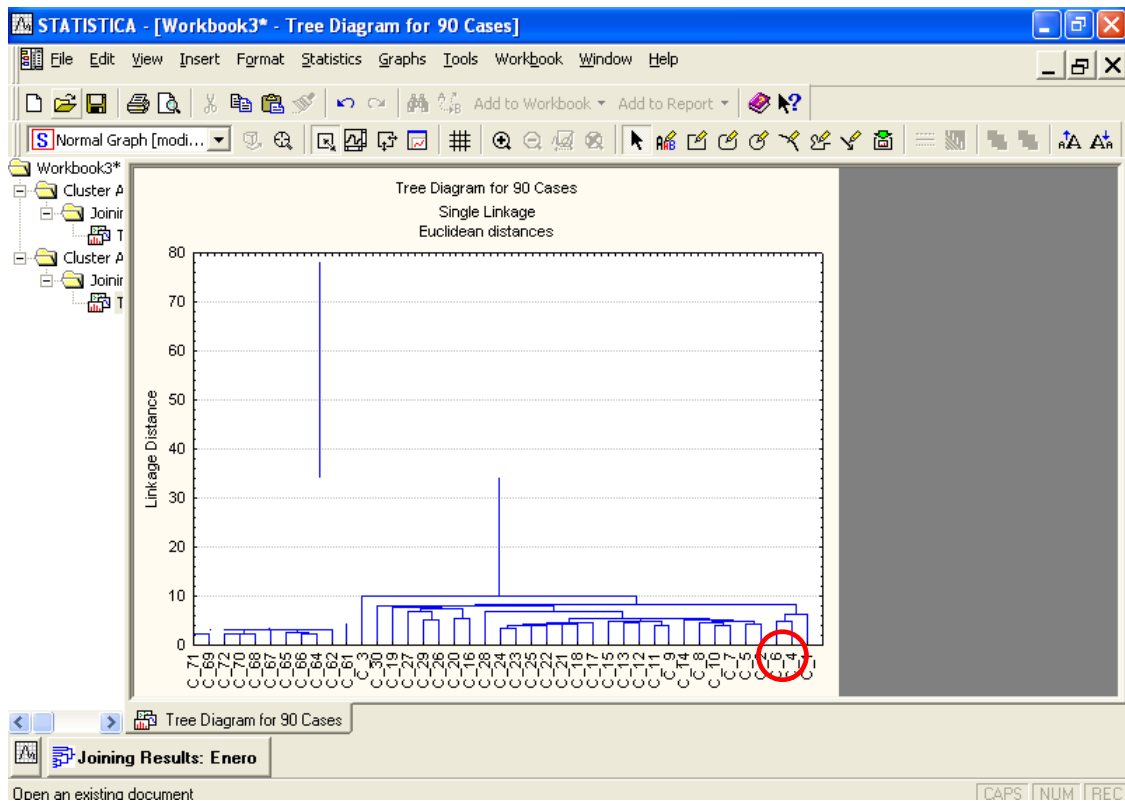 STATISTICA - [Workbook3* - Tree Diagram for 90 Cases]
File Edit View Insert Format Statistics Graphs Tools Workbook Window Help
Add to Workbook Add to Report
Normal Graph [modi...
Workbook3*
Cluster A
Joinir
T
Cluster A
Joinir
T
Tree Diagram for 90 Cases
Single Linkage
Euclidean distances
Linkage Distance
80
70
60
50
40
30
20
10
0
C_71
C_69
C_72
C_70
C_68
C_67
C_65
C_66
C_64
C_62
C_61
C_3
C_30
C_19
C_27
C_29
C_26
C_20
C_16
C_28
C_24
C_23
C_25
C_22
C_21
C_18
C_17
C_15
C_13
C_12
C_11
C_9
C_14
C_8
C_10
C_7
C_5
C_2
C_6
C_4
C_1
Tree Diagram for 90 Cases
Joining Results: Enero
Open an existing document
CAPS NUM REC